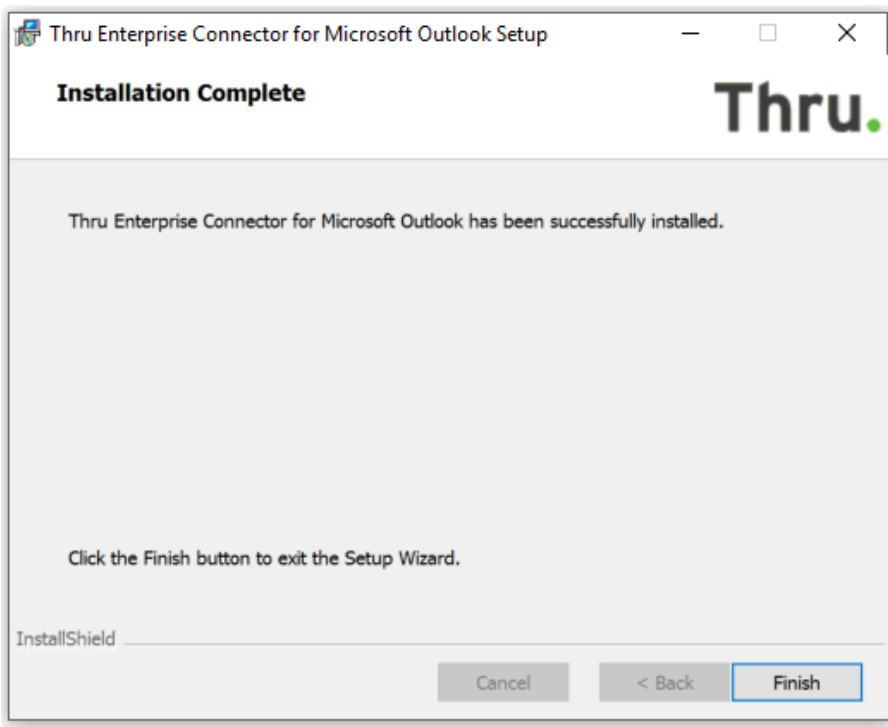 Thru Enterprise Connector for Microsoft Outlook Setup
Installation Complete
Thru.
Thru Enterprise Connector for Microsoft Outlook has been successfully installed.
Click the Finish button to exit the Setup Wizard.
InstallShield
Cancel
< Back
Finish